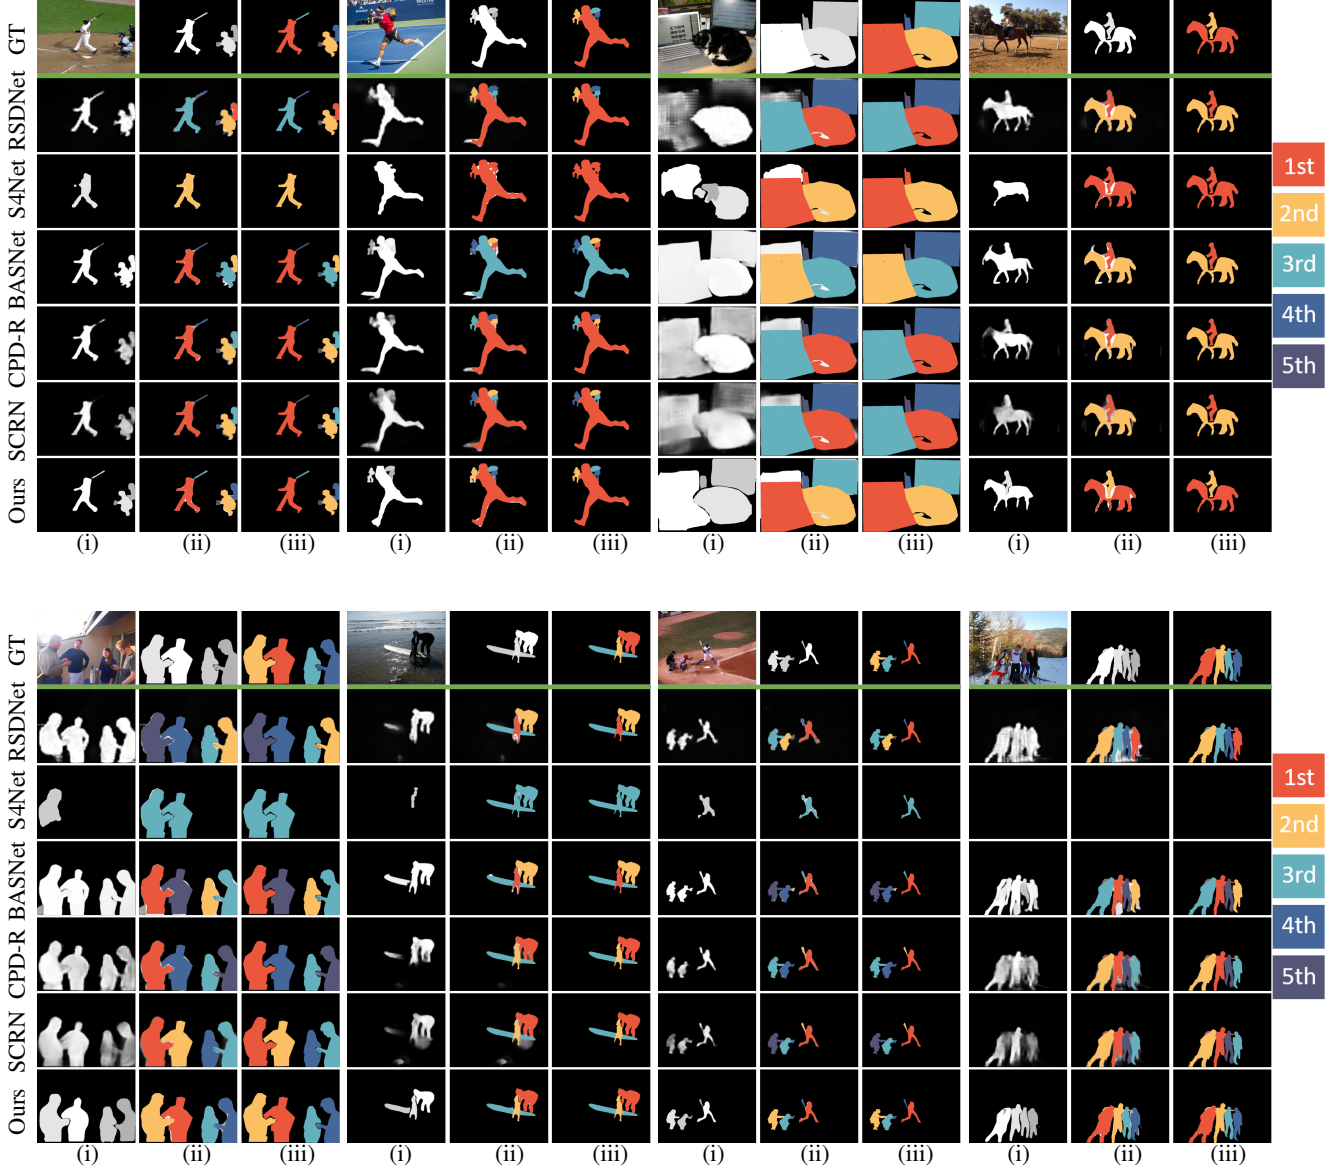 GT
RSDNet
S4Net
BASNet
CPD-R
SCRN
Ours
(i) (ii) (iii) (i) (ii) (iii) (i) (ii) (iii) (i) (ii) (iii)
1st
2nd
3rd
4th
5th
GT
RSDNet
S4Net
BASNet
CPD-R
SCRN
Ours
(i) (ii) (iii) (i) (ii) (iii) (i) (ii) (iii) (i) (ii) (iii)
1st
2nd
3rd
4th
5th